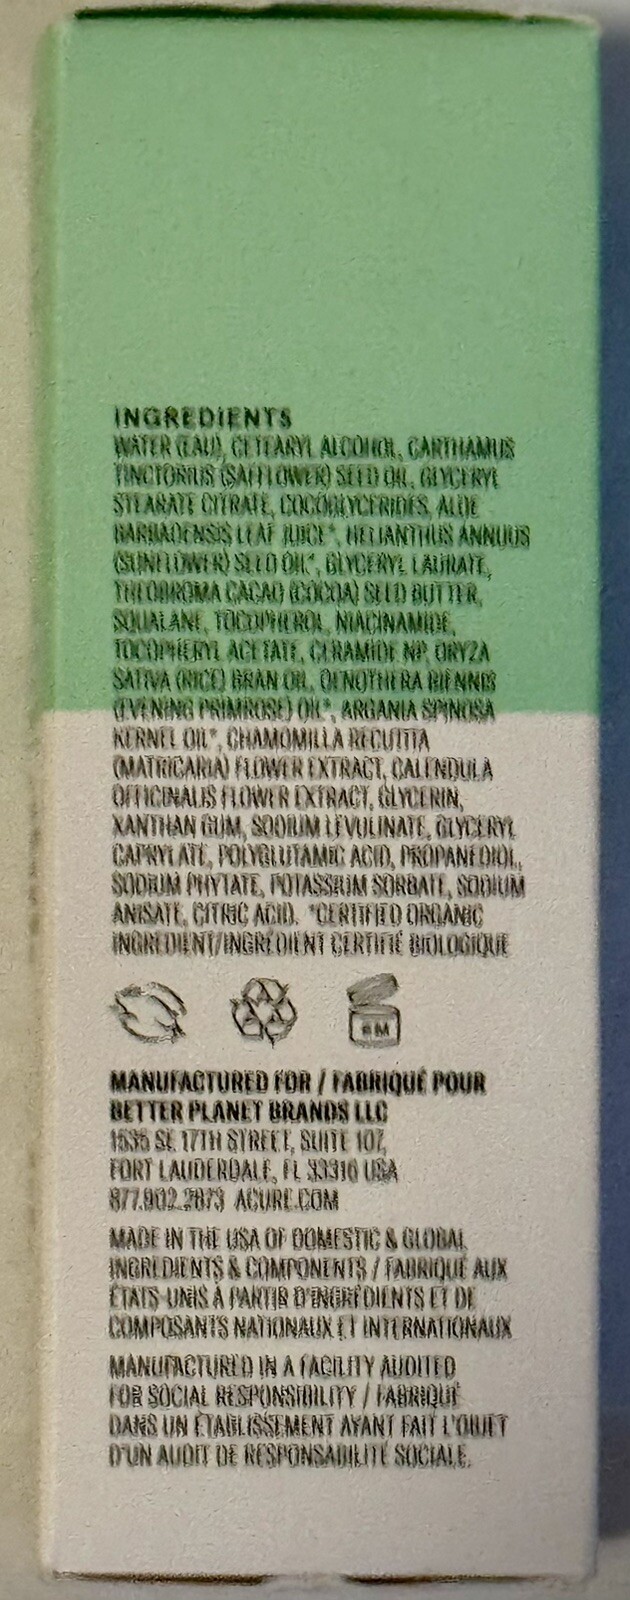 INGREDIENTS
WATER (EAU), CETEARYL ALCOHOL, CARTHAMUS
TINCTORIUS (SAFFLOWER) SEED OIL, GLYCERYL
STEARATE CITRATE, COCOGLYCERIDES, ALOE
BARBADENSIS LEAF JUICE*, HELIANTHUS ANNUUS
(SUNFLOWER) SEED OIL*, GLYCERYL LAURATE,
THEOBROMA CACAO (COCOA) SEED BUTTER,
SQUALANE, TOCOPHEROL, NIACINAMIDE,
TOCOPHERYL ACETATE, CERAMIDE NP, ORYZA
SATIVA (RICE) BRAN OIL, OENOTHERA BIENNIS
(EVENING PRIMROSE) OIL*, ARGANIA SPINOSA
KERNEL OIL*, CHAMOMILLA RECUTITA
(MATRICARIA) FLOWER EXTRACT, CALENDULA
OFFICINALIS FLOWER EXTRACT, GLYCERIN,
XANTHAN GUM, SODIUM LEVULINATE, GLYCERYL
CAPRYLATE, POLYGLUTAMIC ACID, PROPANEDIOL,
SODIUM PHYTATE, POTASSIUM SORBATE, SODIUM
ANISATE, CITRIC ACID. *CERTIFIED ORGANIC
INGREDIENT/INGRÉDIENT CERTIFIÉ BIOLOGIQUE
MANUFACTURED FOR / FABRIQUÉ POUR
BETTER PLANET BRANDS LLC
1535 SE 17TH STREET, SUITE 107,
FORT LAUDERDALE, FL 33316 USA
877.902.2873 ACURE.COM
MADE IN THE USA OF DOMESTIC & GLOBAL
INGREDIENTS & COMPONENTS / FABRIQUÉ AUX
ÉTATS-UNIS À PARTIR D'INGRÉDIENTS ET DE
COMPOSANTS NATIONAUX ET INTERNATIONAUX
MANUFACTURED IN A FACILITY AUDITED
FOR SOCIAL RESPONSIBILITY / FABRIQUÉ
DANS UN ÉTABLISSEMENT AYANT FAIT L'OBJET
D'UN AUDIT DE RESPONSABILITÉ SOCIALE.